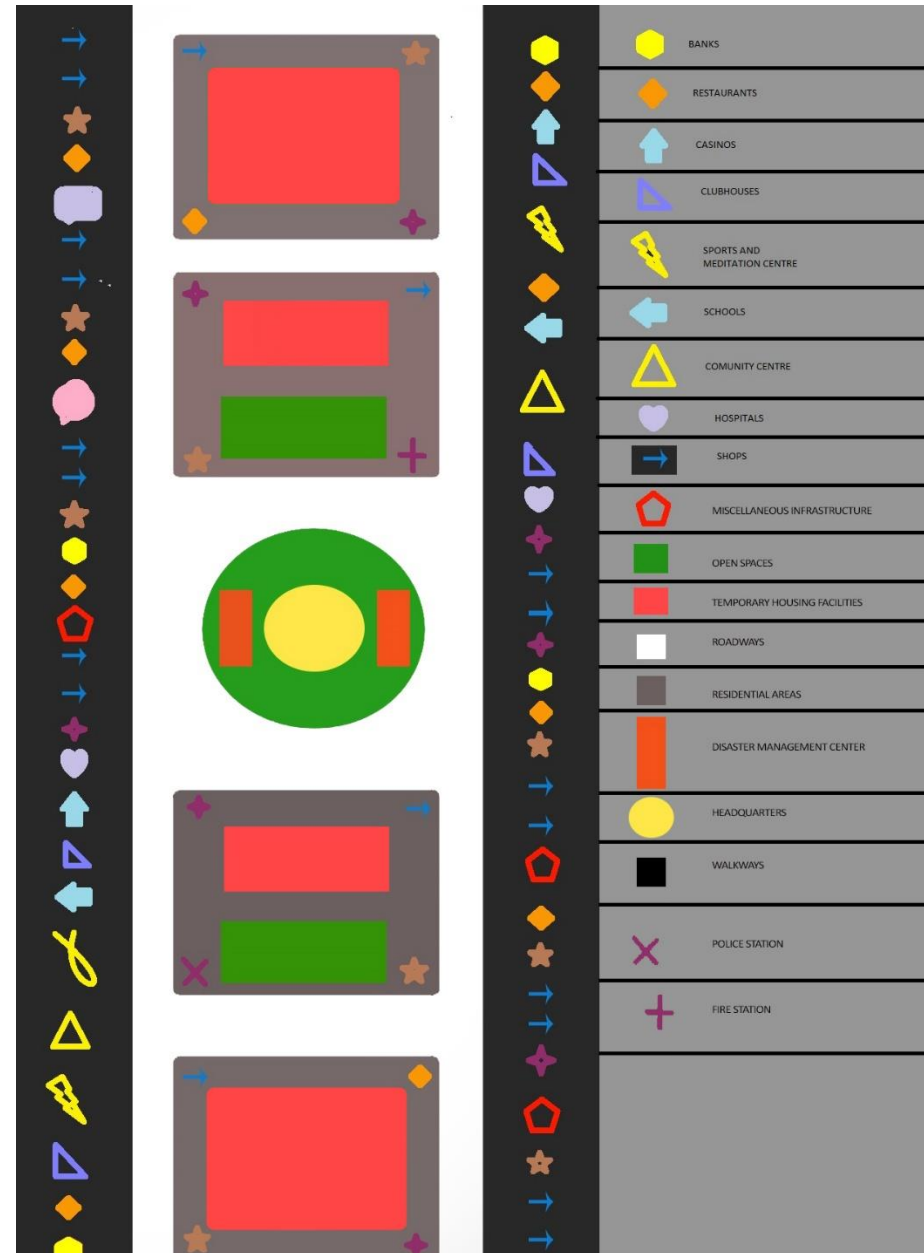 BANKS
RESTAURANTS
CASINOS
CLUBHOUSES
SPORTS AND
MEDITATION CENTRE
SCHOOLS
COMUNITY CENTRE
HOSPITALS
SHOPS
MISCELLANEOUS INFRASTRUCTURE
OPEN SPACES
TEMPORARY HOUSING FACILITIES
ROADWAYS
RESIDENTIAL AREAS
DISASTER MANAGEMENT CENTER
HEADQUARTERS
WALKWAYS
POLICE STATION
FIRE STATION